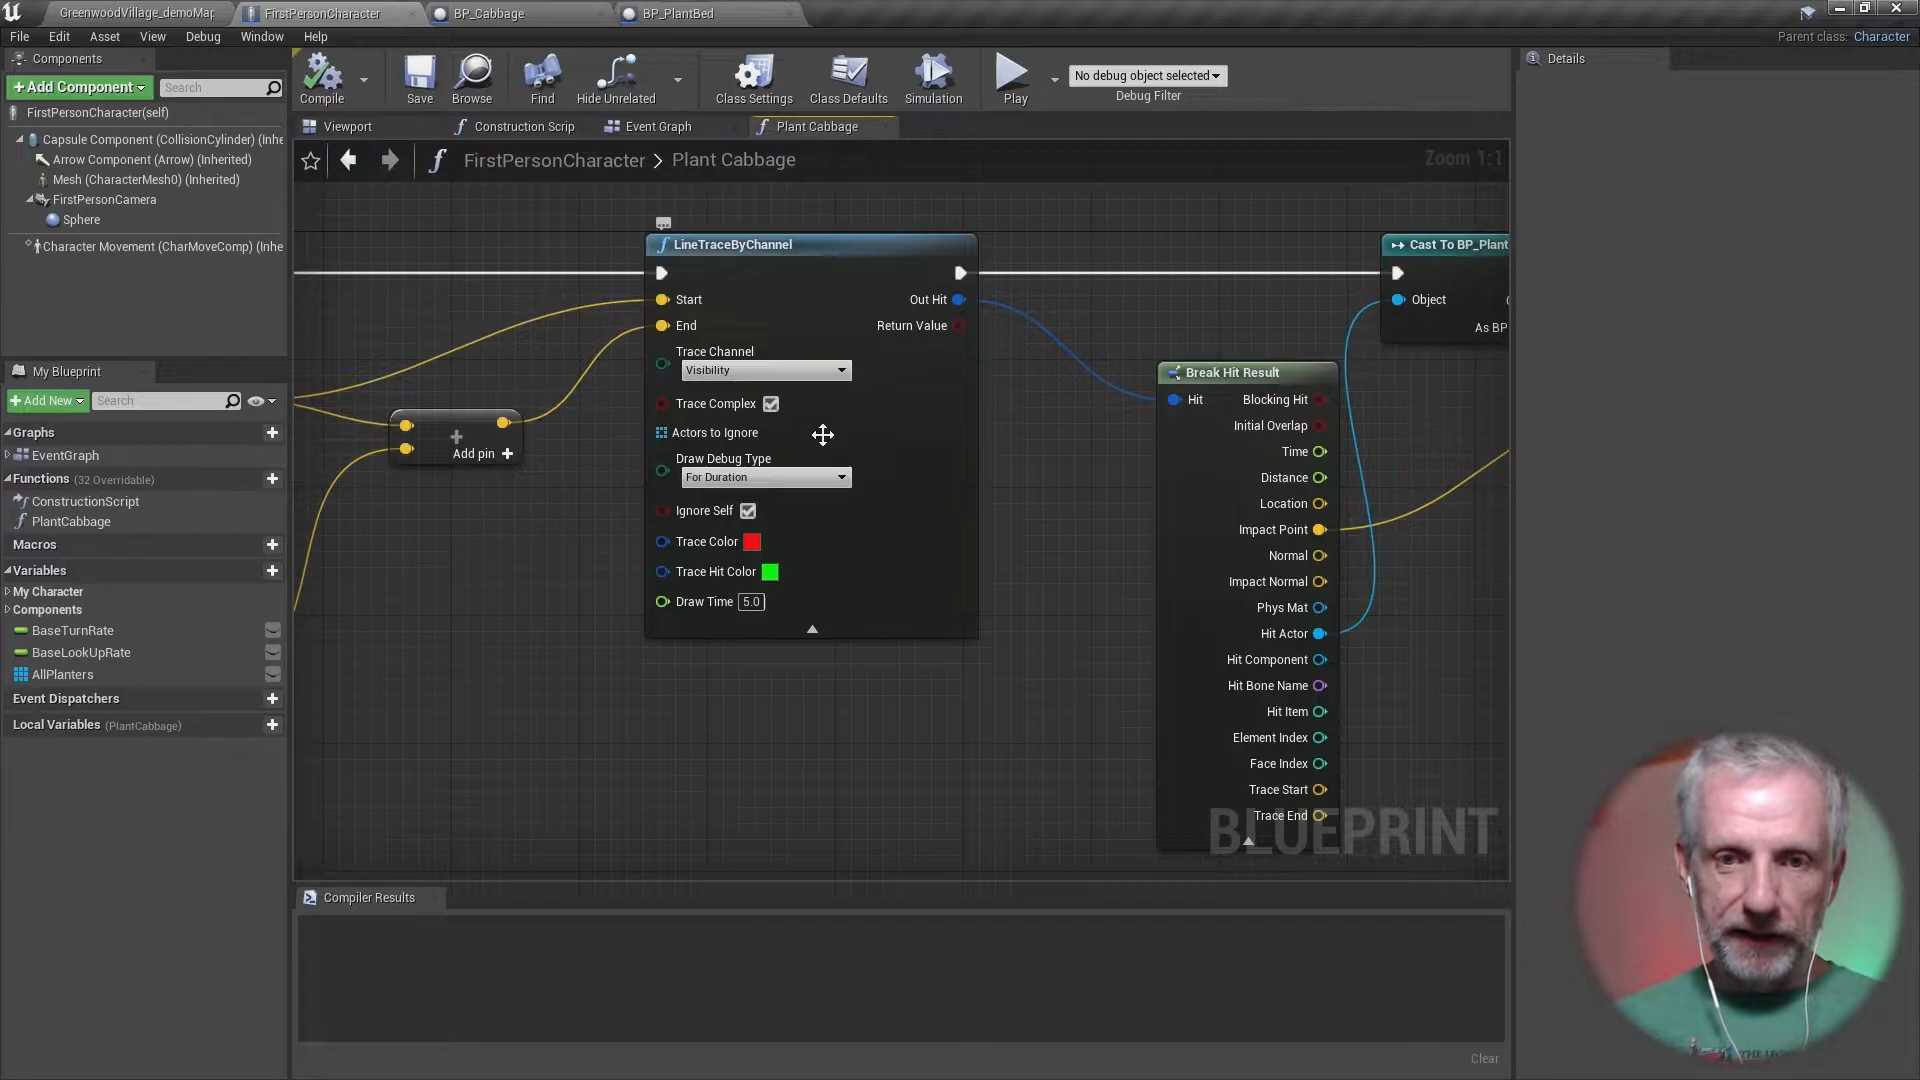 GreenwoodVillage_demoMap
FirstPersonCharacter
BP_Cabbage
BP_PlantBed
File Edit Asset View Debug Window Help
Parent class: Character
Components
Details
+Add Component
Search
Compile
Save
Browse
Find
Hide Unrelated
Class Settings
Class Defaults
Simulation
Play
No debug object selected
Debug Filter
FirstPersonCharacter(self)
Capsule Component (CollisionCylinder) (Inhe
Arrow Component (Arrow) (Inherited)
Mesh (CharacterMesh0) (Inherited)
FirstPersonCamera
Sphere
Character Movement (CharMoveComp) (Inhe
Viewport
Construction Scrip
Event Graph
Plant Cabbage
FirstPersonCharacter > Plant Cabbage
Zoom 1:1
My Blueprint
+Add New
Search
Graphs
EventGraph
Functions (32 Overridable)
ConstructionScript
PlantCabbage
Macros
Variables
My Character
Components
BaseTurnRate
BaseLookUpRate
AllPlanters
Event Dispatchers
Local Variables (PlantCabbage)
Add pin
LineTraceByChannel
Start
Out Hit
End
Return Value
Trace Channel
Visibility
Trace Complex
Actors to Ignore
Draw Debug Type
For Duration
Ignore Self
Trace Color
Trace Hit Color
Draw Time 5.0
Break Hit Result
Hit
Blocking Hit
Initial Overlap
Time
Distance
Location
Impact Point
Normal
Impact Normal
Phys Mat
Hit Actor
Hit Component
Hit Bone Name
Hit Item
Element Index
Face Index
Trace Start
Trace End
Cast To BP_Plant
Object
As BP
BLUEPRINT
Compiler Results
Clear